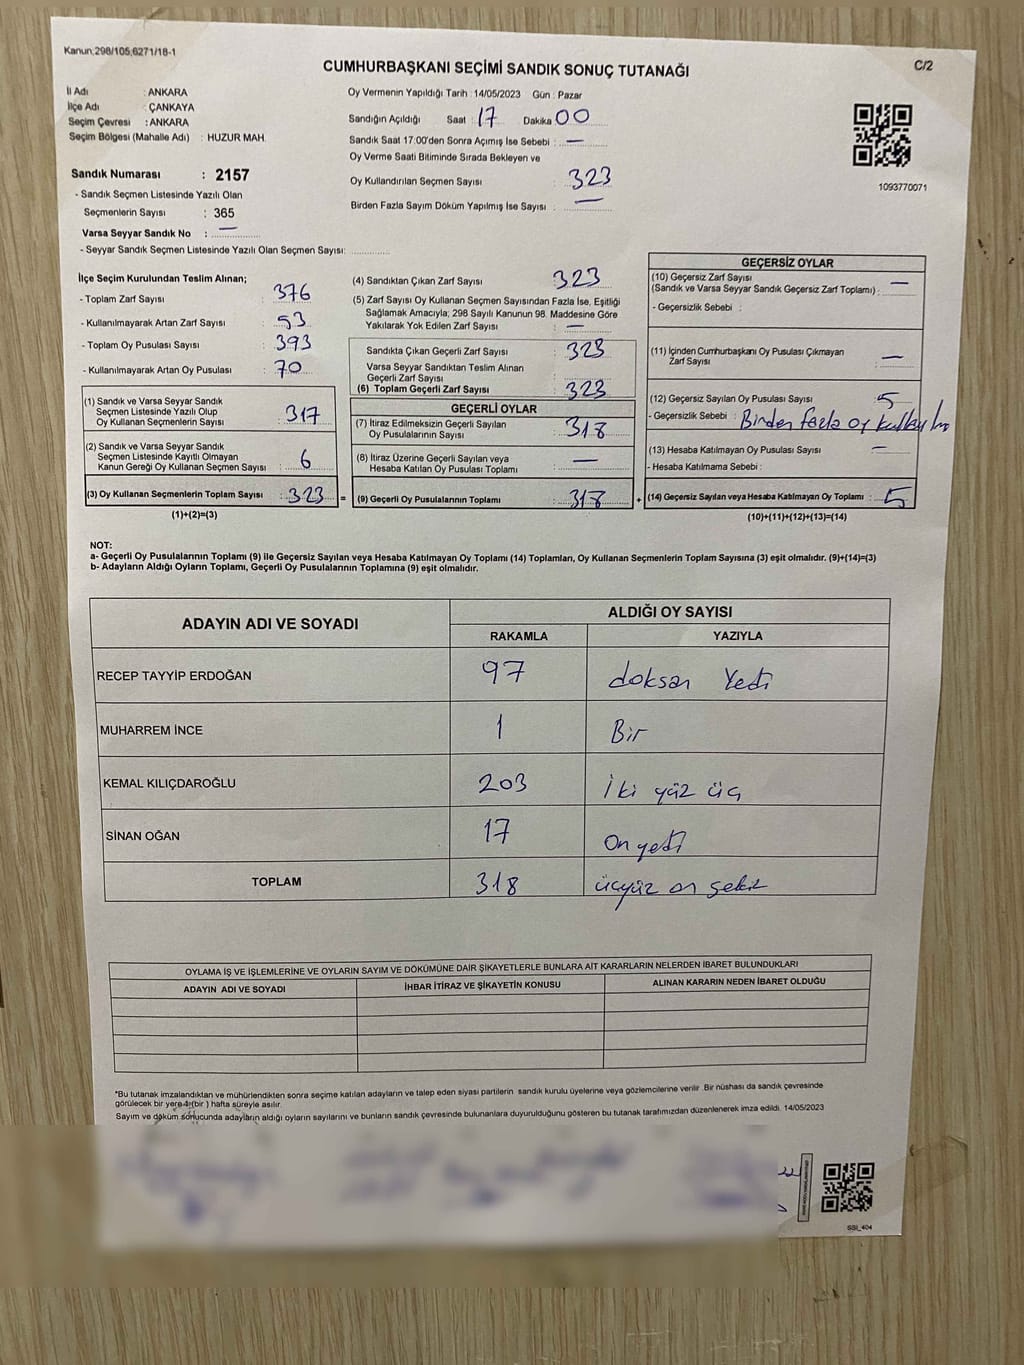 Kanun:298/105,6271/18-1
C/2
CUMHURBAŞKANI SEÇİMİ SANDIK SONUÇ TUTANAĞI
İl Adı : ANKARA
İlçe Adı : ÇANKAYA
Seçim Çevresi : ANKARA
Seçim Bölgesi (Mahalle Adı) : HUZUR MAH.
Sandık Numarası : 2157
- Sandık Seçmen Listesinde Yazılı Olan
Seçmenlerin Sayısı : 365
Varsa Seyyar Sandık No : —
- Seyyar Sandık Seçmen Listesinde Yazılı Olan Seçmen Sayısı:
Oy Vermenin Yapıldığı Tarih : 14/05/2023 Gün : Pazar
Sandığın Açıldığı Saat : 17 Dakika : 00
Sandık Saat 17:00'den Sonra Açımış İse Sebebi : —
Oy Verme Saati Bitiminde Sırada Bekleyen ve
Oy Kullandırılan Seçmen Sayısı : 323
Birden Fazla Sayım Döküm Yapılmış İse Sayısı : —
1093770071
İlçe Seçim Kurulundan Teslim Alınan;
- Toplam Zarf Sayısı : 376
- Kullanılmayarak Artan Zarf Sayısı : 53
- Toplam Oy Pusulası Sayısı : 393
- Kullanılmayarak Artan Oy Pusulası : 70
(1) Sandık ve Varsa Seyyar Sandık
Seçmen Listesinde Yazılı Olup
Oy Kullanan Seçmenlerin Sayısı : 317
(2) Sandık ve Varsa Seyyar Sandık
Seçmen Listesinde Kayıtlı Olmayan
Kanun Gereği Oy Kullanan Seçmen Sayısı : 6
(3) Oy Kullanan Seçmenlerin Toplam Sayısı : 323 =
(1)+(2)=(3)
(4) Sandıktan Çıkan Zarf Sayısı : 323
(5) Zarf Sayısı Oy Kullanan Seçmen Sayısından Fazla İse, Eşitliği
Sağlamak Amacıyla; 298 Sayılı Kanunun 98. Maddesine Göre
Yakılarak Yok Edilen Zarf Sayısı : —
Sandıkta Çıkan Geçerli Zarf Sayısı : 323
Varsa Seyyar Sandıktan Teslim Alınan
Geçerli Zarf Sayısı :
(6) Toplam Geçerli Zarf Sayısı : 323
GEÇERLİ OYLAR
(7) İtiraz Edilmeksizin Geçerli Sayılan
Oy Pusulalarının Sayısı : 318
(8) İtiraz Üzerine Geçerli Sayılan veya
Hesaba Katılan Oy Pusulası Toplamı : —
(9) Geçerli Oy Pusulalarının Toplamı : 318 +
GEÇERSİZ OYLAR
(10) Geçersiz Zarf Sayısı
(Sandık ve Varsa Seyyar Sandık Geçersiz Zarf Toplamı) : —
- Geçersizlik Sebebi :
(11) İçinden Cumhurbaşkanı Oy Pusulası Çıkmayan
Zarf Sayısı : —
(12) Geçersiz Sayılan Oy Pusulası Sayısı : 5
- Geçersizlik Sebebi : Birden fazla oy
(13) Hesaba Katılmayan Oy Pusulası Sayısı : —
- Hesaba Katılmama Sebebi :
(14) Geçersiz Sayılan veya Hesaba Katılmayan Oy Toplamı : 5
(10)+(11)+(12)+(13)=(14)
NOT:
a- Geçerli Oy Pusulalarının Toplamı (9) ile Geçersiz Sayılan veya Hesaba Katılmayan Oy Toplamı (14) Toplamları, Oy Kullanan Seçmenlerin Toplam Sayısına (3) eşit olmalıdır. (9)+(14)=(3)
b- Adayların Aldığı Oyların Toplamı, Geçerli Oy Pusulalarının Toplamına (9) eşit olmalıdır.
ADAYIN ADI VE SOYADI ALDIĞI OY SAYISI
RAKAMLA YAZIYLA
RECEP TAYYİP ERDOĞAN 97 doksan Yedi
MUHARREM İNCE 1 Bir
KEMAL KILIÇDAROĞLU 203 İki yüz üç
SİNAN OĞAN 17 On yedi
TOPLAM 318 üçyüz on sekiz
OYLAMA İŞ VE İŞLEMLERİNE VE OYLARIN SAYIM VE DÖKÜMÜNE DAİR ŞİKAYETLERLE BUNLARA AİT KARARLARIN NELERDEN İBARET BULUNDUKLARI
ADAYIN ADI VE SOYADI İHBAR İTİRAZ VE ŞİKAYETİN KONUSU ALINAN KARARIN NEDEN İBARET OLDUĞU
*Bu tutanak imzalandıktan ve mühürlendikten sonra seçime katılan adayların ve talep eden siyasi partilerin sandık kurulu üyelerine veya gözlemcilerine verilir. Bir nüshası da sandık çevresinde
görülecek bir yere 1 (bir ) hafta süreyle asılır.
Sayım ve döküm sonucunda adayların aldığı oyların sayılarını ve bunların sandık çevresinde bulunanlara duyurulduğunu gösteren bu tutanak tarafımızdan düzenlenerek imza edildi. 14/05/2023
SSI_404